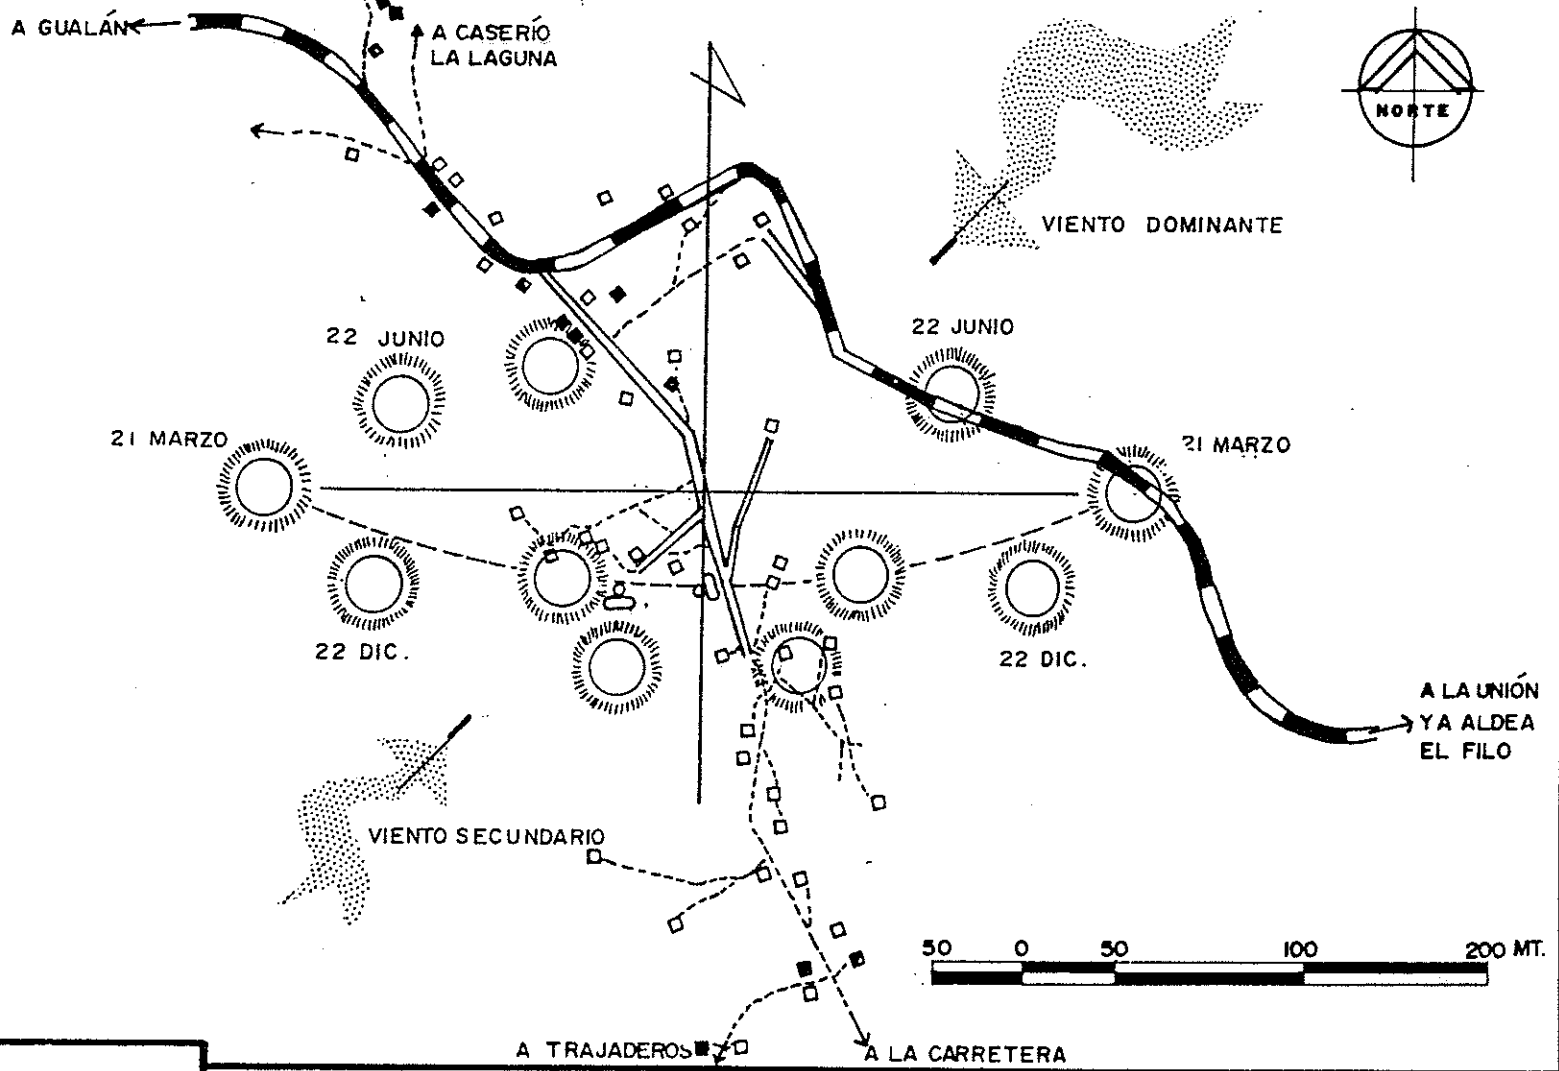 A GUALÁN
A CASERÍO
LA LAGUNA
NORTE
VIENTO DOMINANTE
22 JUNIO
22 JUNIO
21 MARZO
21 MARZO
22 DIC.
22 DIC.
A LA UNIÓN
Y A ALDEA
EL FILO
VIENTO SECUNDARIO
50 0 50 100 200 MT.
A TRAJADEROS
A LA CARRETERA